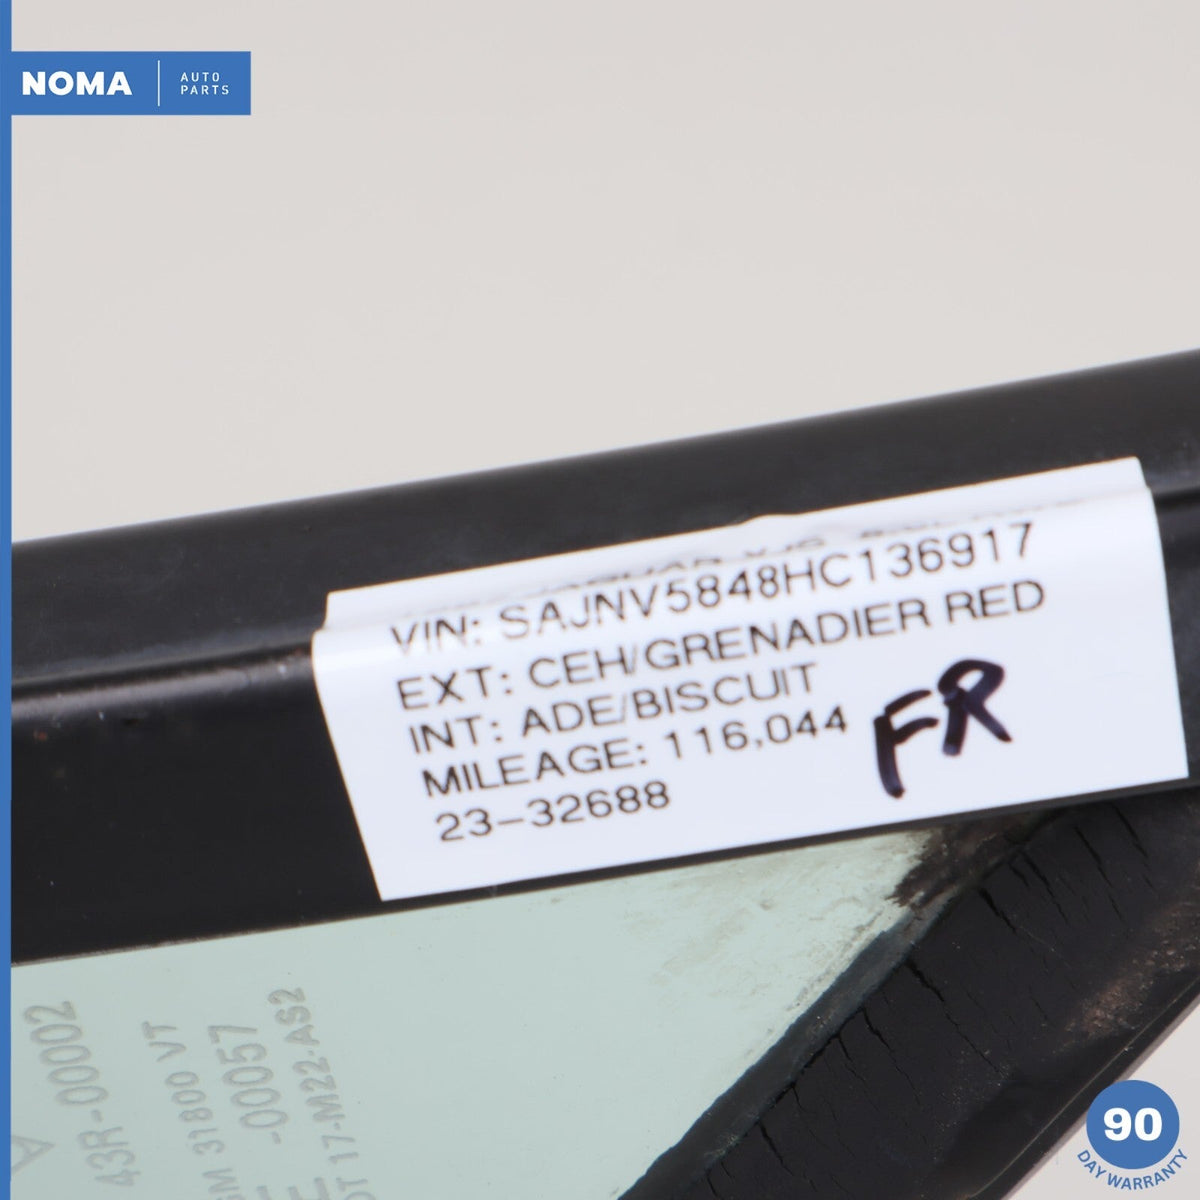 NOMA
AUTO
PARTS
VIN: SAJNV5848HC136917
EXT: CEH/GRENADIER RED
INT: ADE/BISCUIT
MILEAGE: 116,044
23-32688
FR
43R-00002
31800 VT
-00057
17-M22-AS2
90
DAY WARRANTY